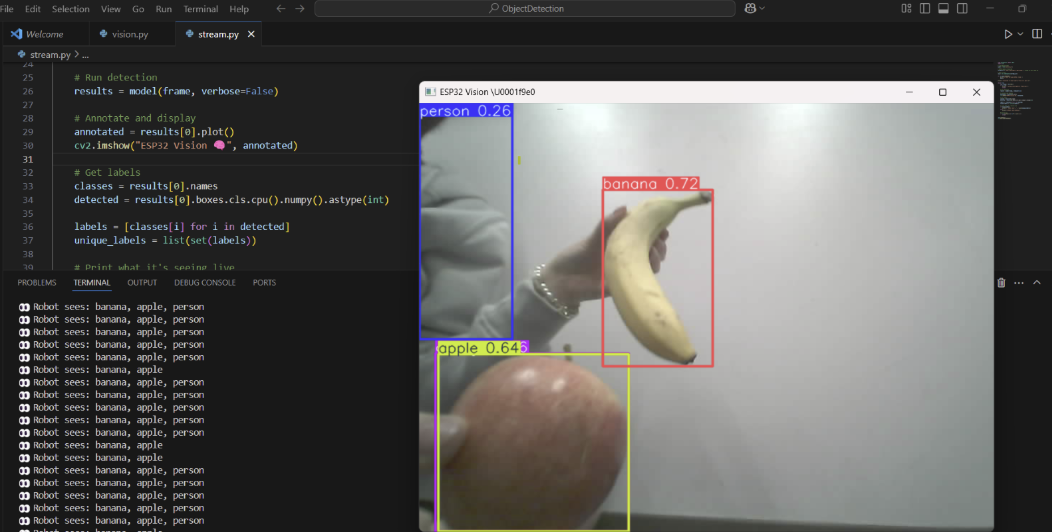 File Edit Selection View Go Run Terminal Help
ObjectDetection
Welcome vision.py stream.py
stream.py > ...
24
25 # Run detection
26 results = model(frame, verbose=False)
27
28 # Annotate and display
29 annotated = results[0].plot()
30 cv2.imshow("ESP32 Vision 🧠", annotated)
31
32 # Get labels
33 classes = results[0].names
34 detected = results[0].boxes.cls.cpu().numpy().astype(int)
35
36 labels = [classes[i] for i in detected]
37 unique_labels = list(set(labels))
38
39 # Print what it's seeing live
PROBLEMS TERMINAL OUTPUT DEBUG CONSOLE PORTS
👀 Robot sees: banana, apple, person
👀 Robot sees: banana, apple, person
👀 Robot sees: banana, apple, person
👀 Robot sees: banana, apple, person
👀 Robot sees: banana, apple, person
👀 Robot sees: banana, apple
👀 Robot sees: banana, apple, person
👀 Robot sees: banana, apple, person
👀 Robot sees: banana, apple, person
👀 Robot sees: banana, apple, person
👀 Robot sees: banana, apple, person
👀 Robot sees: banana, apple
👀 Robot sees: banana, apple
👀 Robot sees: banana, apple, person
👀 Robot sees: banana, apple, person
👀 Robot sees: banana, apple, person
👀 Robot sees: banana, apple, person
👀 Robot sees: banana, apple, person
👀 Robot sees: banana, apple
ESP32 Vision \U0001f9e0
person 0.26
banana 0.72
apple 0.64